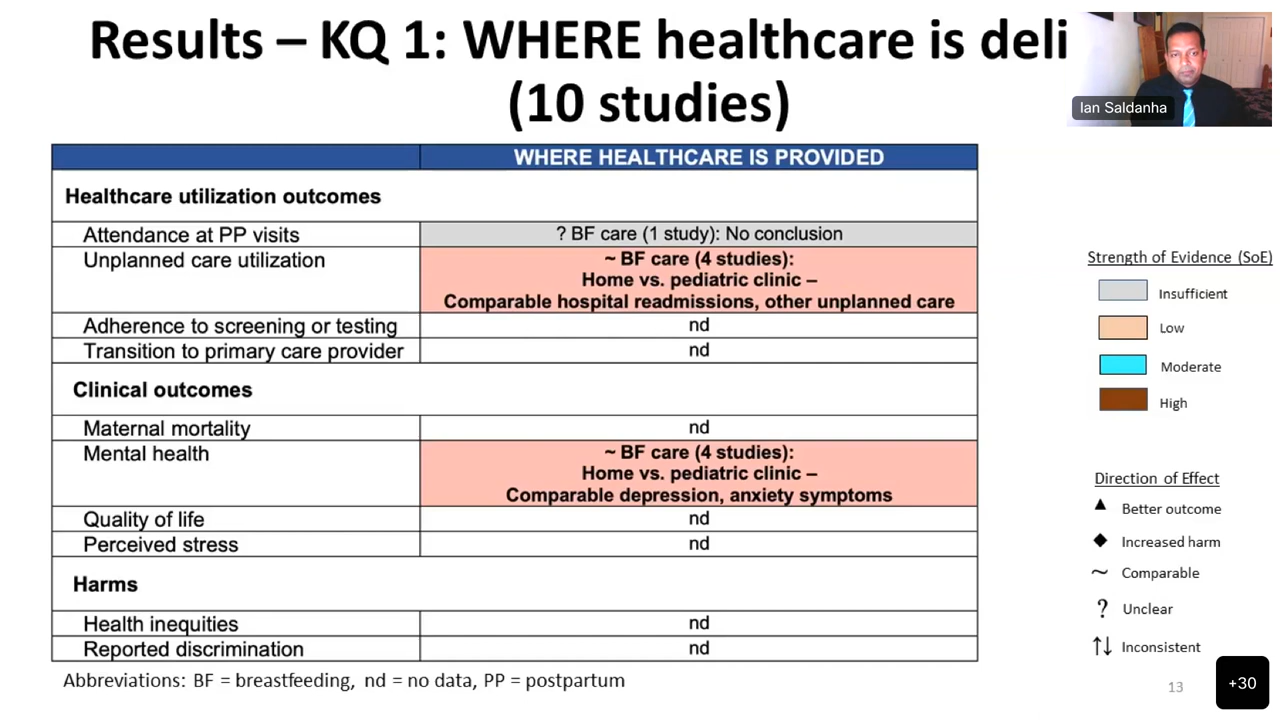 Results – KQ 1: WHERE healthcare is deli
(10 studies)
Ian Saldanha
WHERE HEALTHCARE IS PROVIDED
Healthcare utilization outcomes
Attendance at PP visits
? BF care (1 study): No conclusion
Unplanned care utilization
~ BF care (4 studies):
Home vs. pediatric clinic –
Comparable hospital readmissions, other unplanned care
Adherence to screening or testing
nd
Transition to primary care provider
nd
Clinical outcomes
Maternal mortality
nd
Mental health
~ BF care (4 studies):
Home vs. pediatric clinic –
Comparable depression, anxiety symptoms
Quality of life
nd
Perceived stress
nd
Harms
Health inequities
nd
Reported discrimination
nd
Abbreviations: BF = breastfeeding, nd = no data, PP = postpartum
Strength of Evidence (SoE)
Insufficient
Low
Moderate
High
Direction of Effect
▲ Better outcome
◆ Increased harm
~ Comparable
? Unclear
↑↓ Inconsistent
13
+30